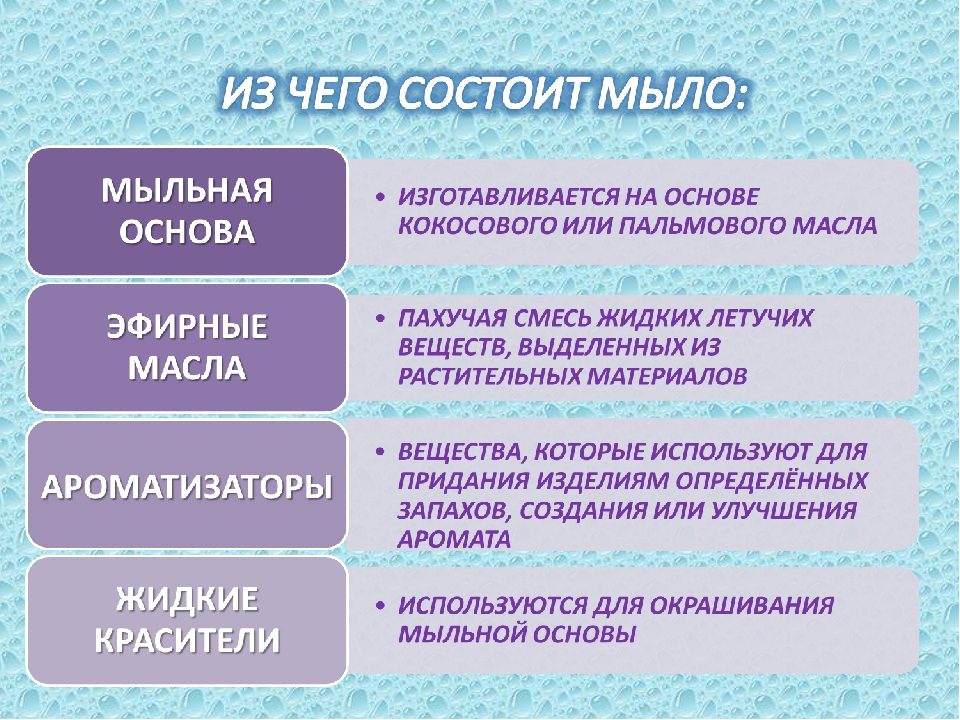 ИЗ ЧЕГО СОСТОИТ МЫЛО:
МЫЛЬНАЯ
ОСНОВА
• ИЗГОТАВЛИВАЕТСЯ НА ОСНОВЕ
КОКОСОВОГО ИЛИ ПАЛЬМОВОГО МАСЛА
ЭФИРНЫЕ
МАСЛА
• ПАХУЧАЯ СМЕСЬ ЖИДКИХ ЛЕТУЧИХ
ВЕЩЕСТВ, ВЫДЕЛЕННЫХ ИЗ
РАСТИТЕЛЬНЫХ МАТЕРИАЛОВ
АРОМАТИЗАТОРЫ
• ВЕЩЕСТВА, КОТОРЫЕ ИСПОЛЬЗУЮТ ДЛЯ
ПРИДАНИЯ ИЗДЕЛИЯМ ОПРЕДЕЛЁННЫХ
ЗАПАХОВ, СОЗДАНИЯ ИЛИ УЛУЧШЕНИЯ
АРОМАТА
ЖИДКИЕ
КРАСИТЕЛИ
• ИСПОЛЬЗУЮТСЯ ДЛЯ ОКРАШИВАНИЯ
МЫЛЬНОЙ ОСНОВЫ